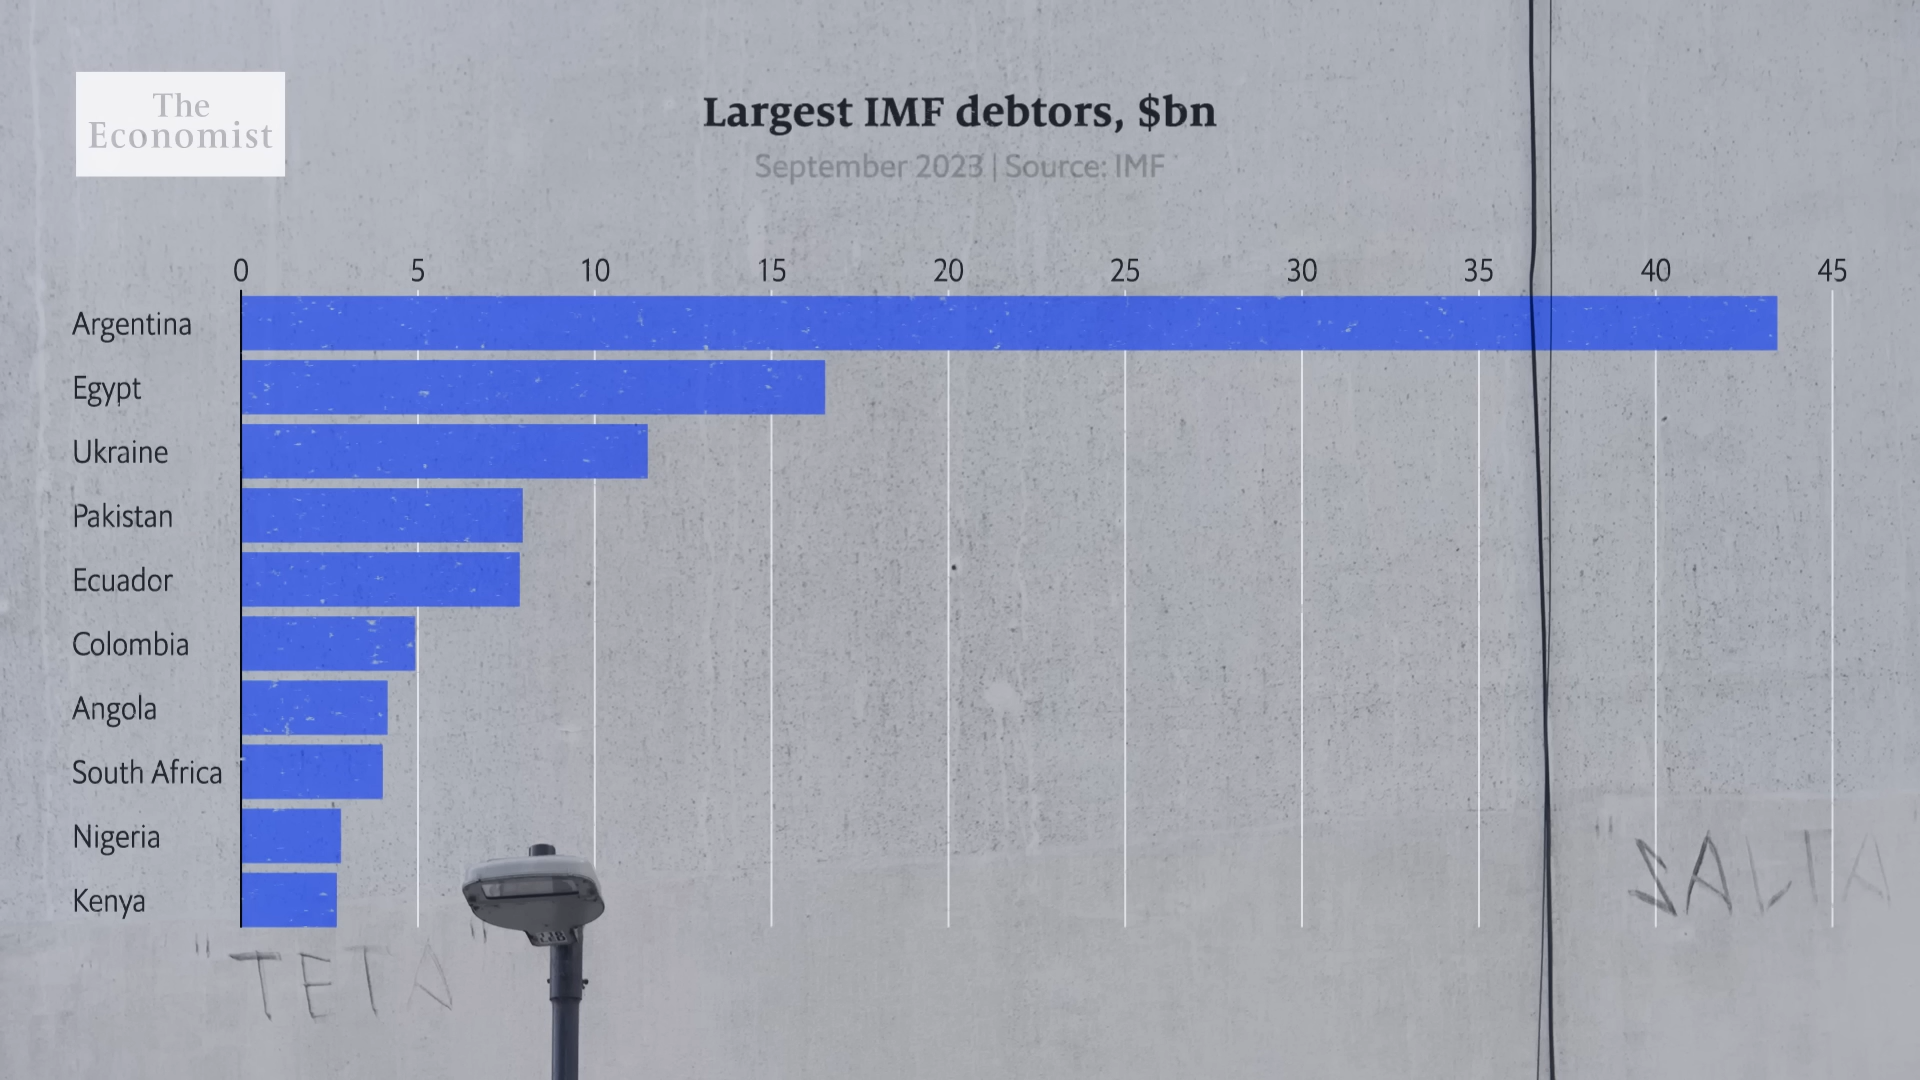 The
Economist
Largest IMF debtors, $bn
September 2023 | Source: IMF
0 5 10 15 20 25 30 35 40 45
Argentina
Egypt
Ukraine
Pakistan
Ecuador
Colombia
Angola
South Africa
Nigeria
Kenya
"SALTA"
"TETA"